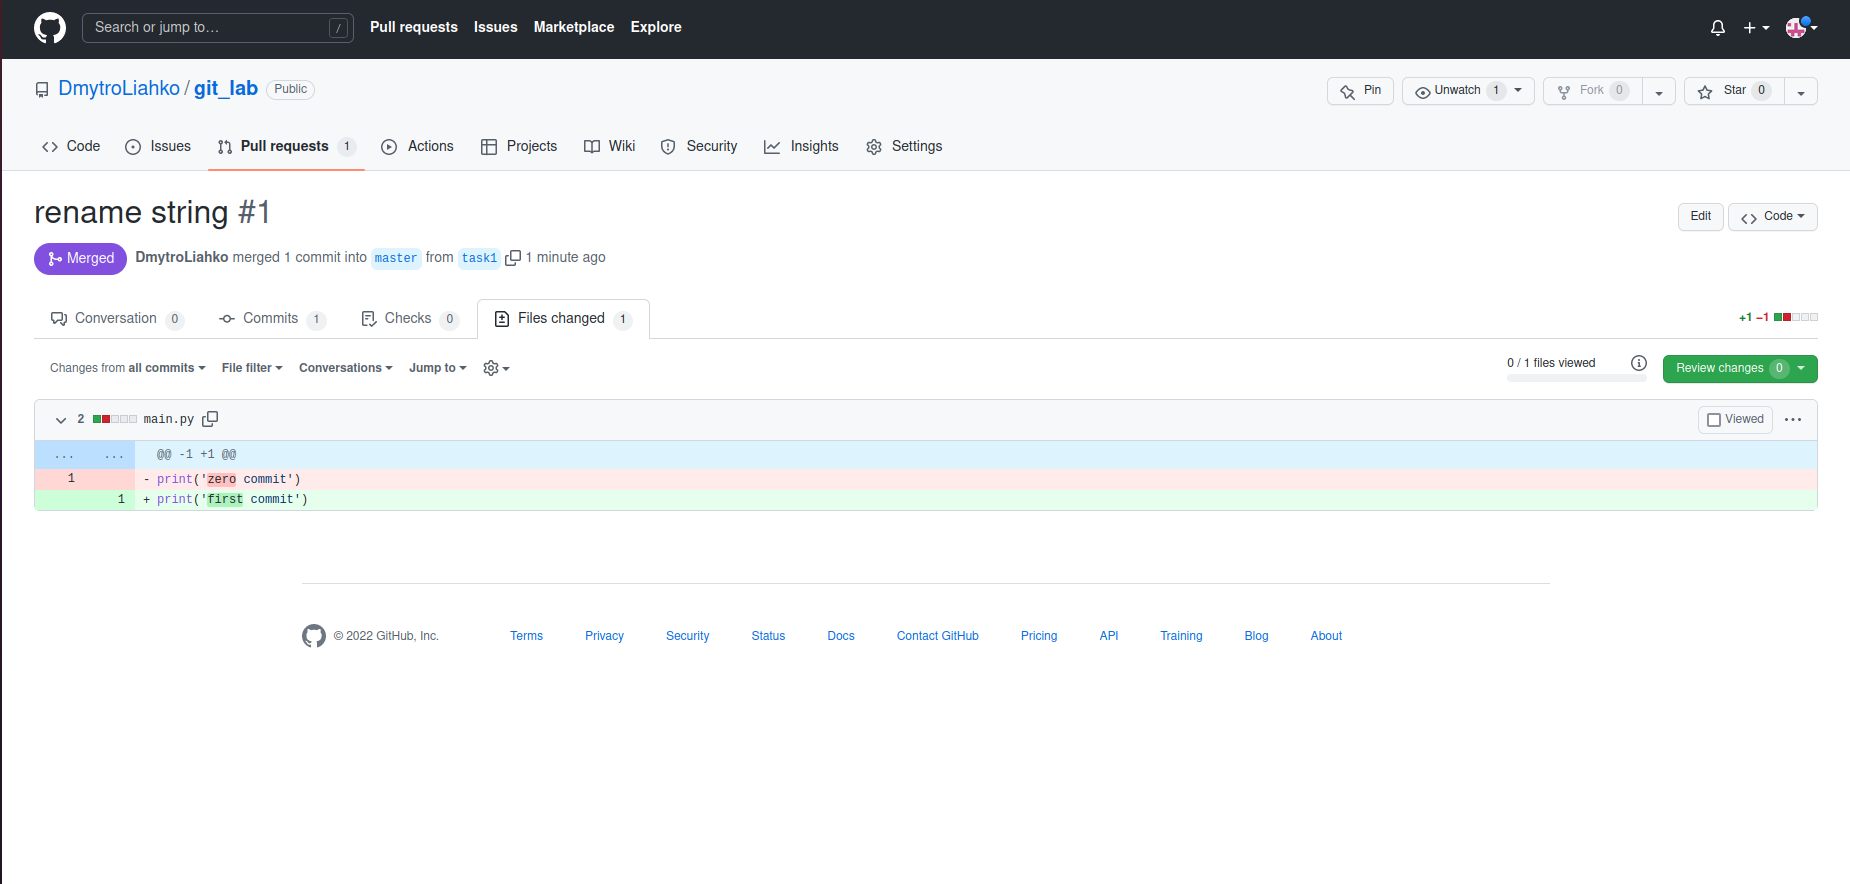 Search or jump to… /
Pull requests Issues Marketplace Explore
DmytroLiahko / git_lab Public
Pin Unwatch 1 Fork 0 Star 0
Code Issues Pull requests 1 Actions Projects Wiki Security Insights Settings
rename string #1
Edit Code
Merged DmytroLiahko merged 1 commit into master from task1 1 minute ago
Conversation 0 Commits 1 Checks 0 Files changed 1
+1 −1
Changes from all commits File filter Conversations Jump to
0 / 1 files viewed Review changes 0
2 main.py Viewed
... ... @@ -1 +1 @@
1 - print('zero commit')
1 + print('first commit')
© 2022 GitHub, Inc. Terms Privacy Security Status Docs Contact GitHub Pricing API Training Blog About